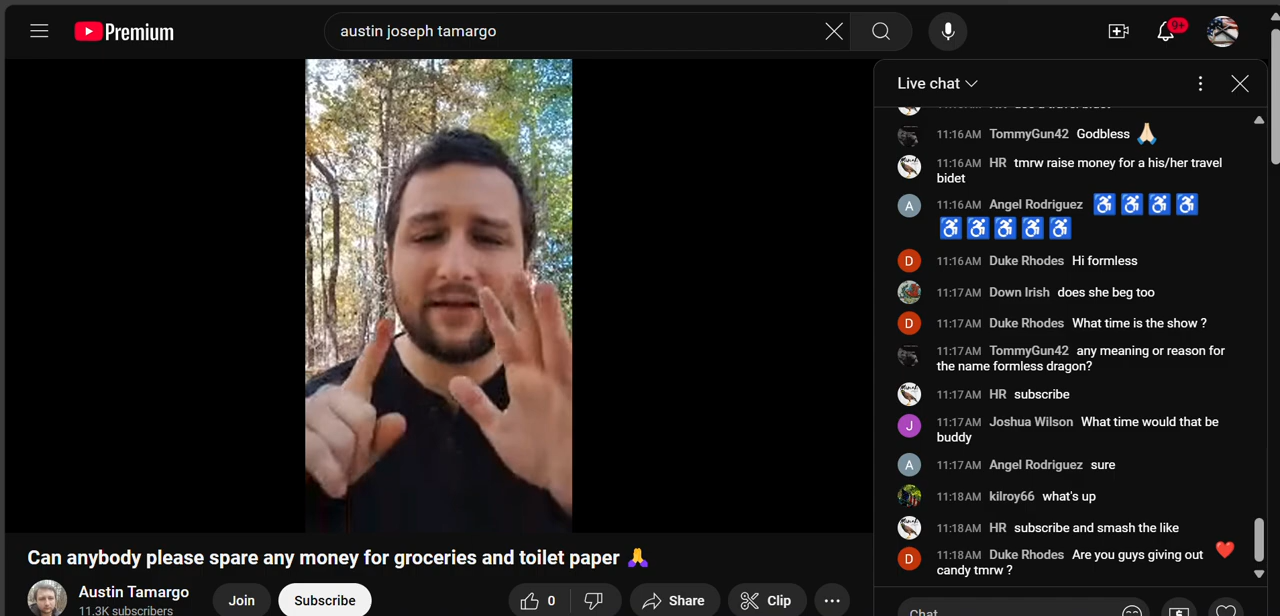 Premium
austin joseph tamargo
9+
Live chat
11:16 AM TommyGun42 Godbless 🙏🏻
11:16 AM HR tmrw raise money for a his/her travel
bidet
A
11:16 AM Angel Rodriguez ♿ ♿ ♿ ♿
♿ ♿ ♿ ♿ ♿
D
11:16 AM Duke Rhodes Hi formless
11:17 AM Down Irish does she beg too
D
11:17 AM Duke Rhodes What time is the show ?
11:17 AM TommyGun42 any meaning or reason for
the name formless dragon?
11:17 AM HR subscribe
J
11:17 AM Joshua Wilson What time would that be
buddy
A
11:17 AM Angel Rodriguez sure
11:18 AM kilroy66 what's up
11:18 AM HR subscribe and smash the like
D
11:18 AM Duke Rhodes Are you guys giving out
candy tmrw ? ❤️
Chat
Can anybody please spare any money for groceries and toilet paper 🙏
Austin Tamargo
11.3K subscribers
Join
Subscribe
0
Share
Clip